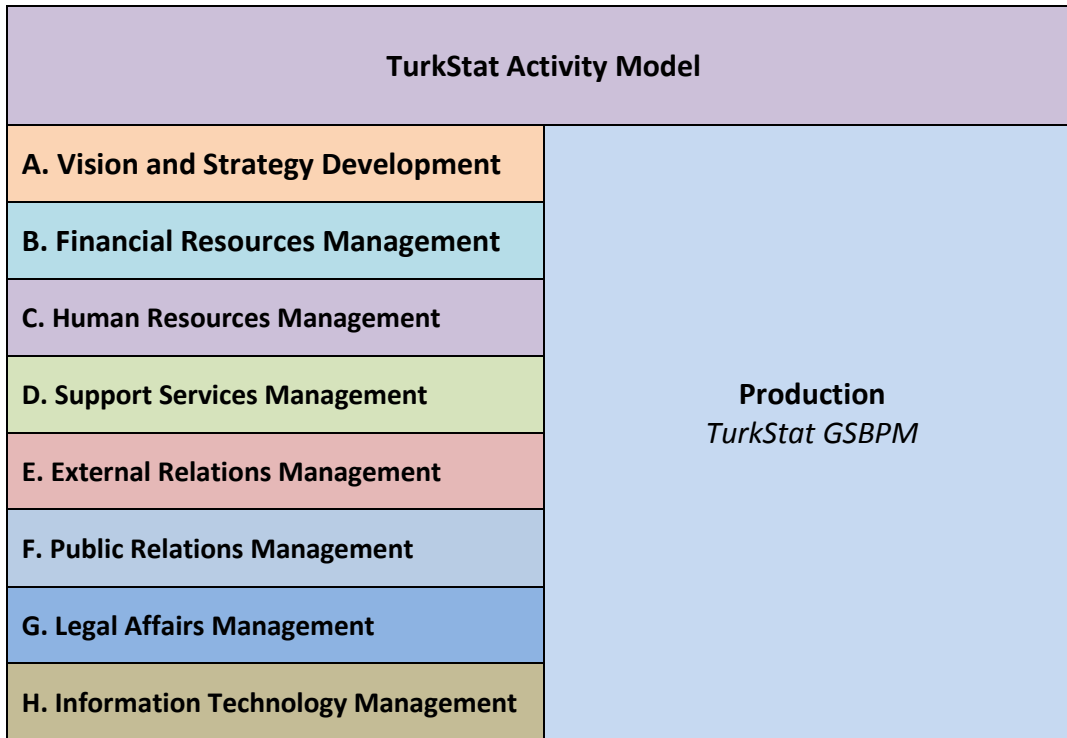 TurkStat Activity Model
A. Vision and Strategy Development
B. Financial Resources Management
C. Human Resources Management
D. Support Services Management
E. External Relations Management
F. Public Relations Management
G. Legal Affairs Management
H. Information Technology Management
Production
TurkStat GSBPM